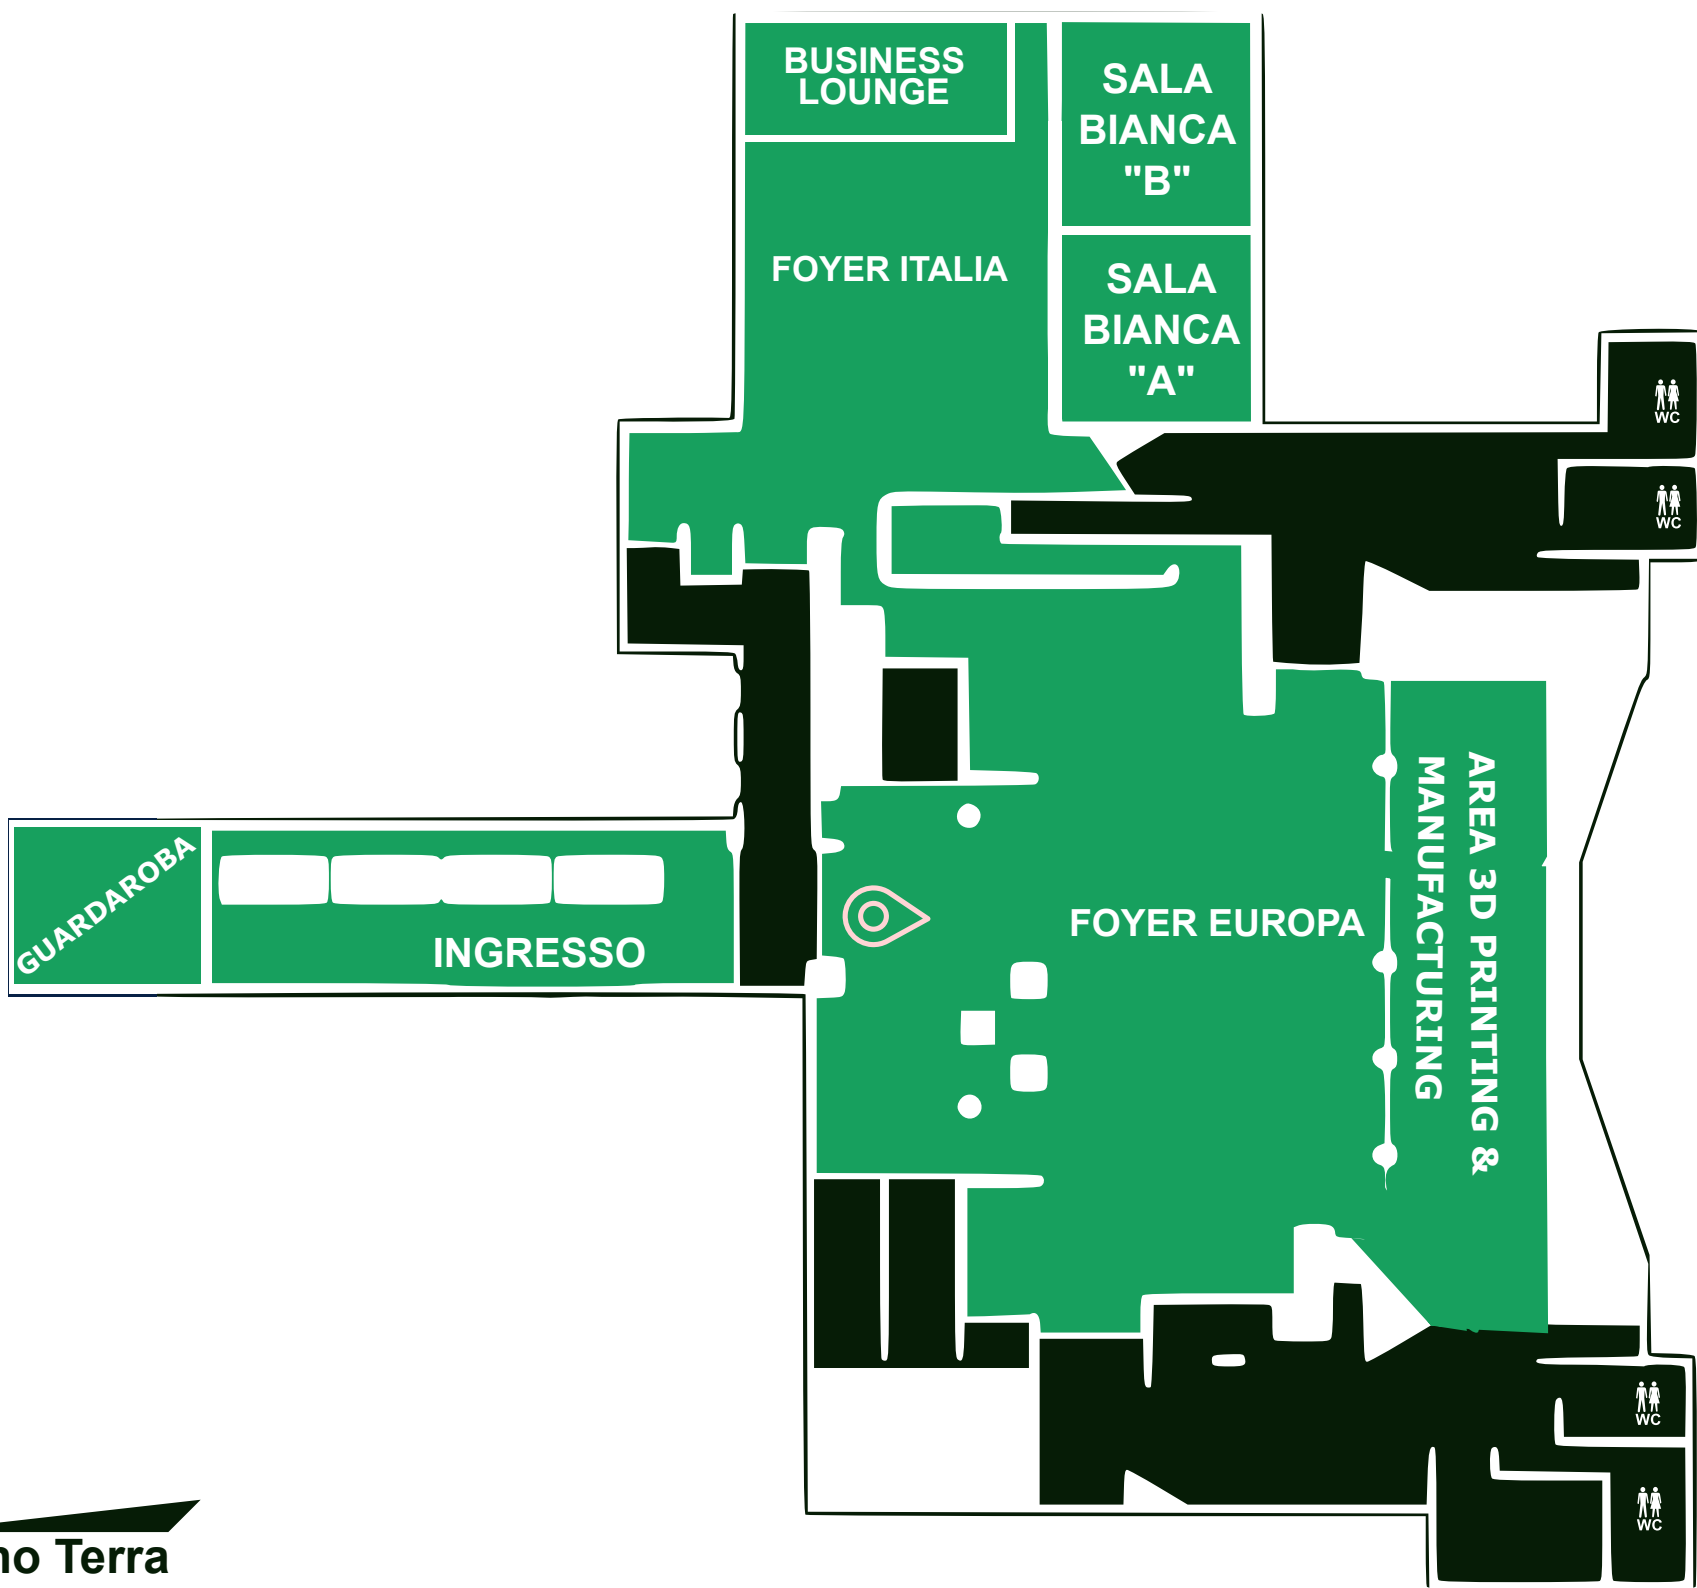 BUSINESS
LOUNGE
SALA
BIANCA
"B"
FOYER ITALIA
SALA
BIANCA
"A"
WC
WC
AREA 3D PRINTING &
MANUFACTURING
GUARDAROBA
INGRESSO
FOYER EUROPA
WC
WC
no Terra